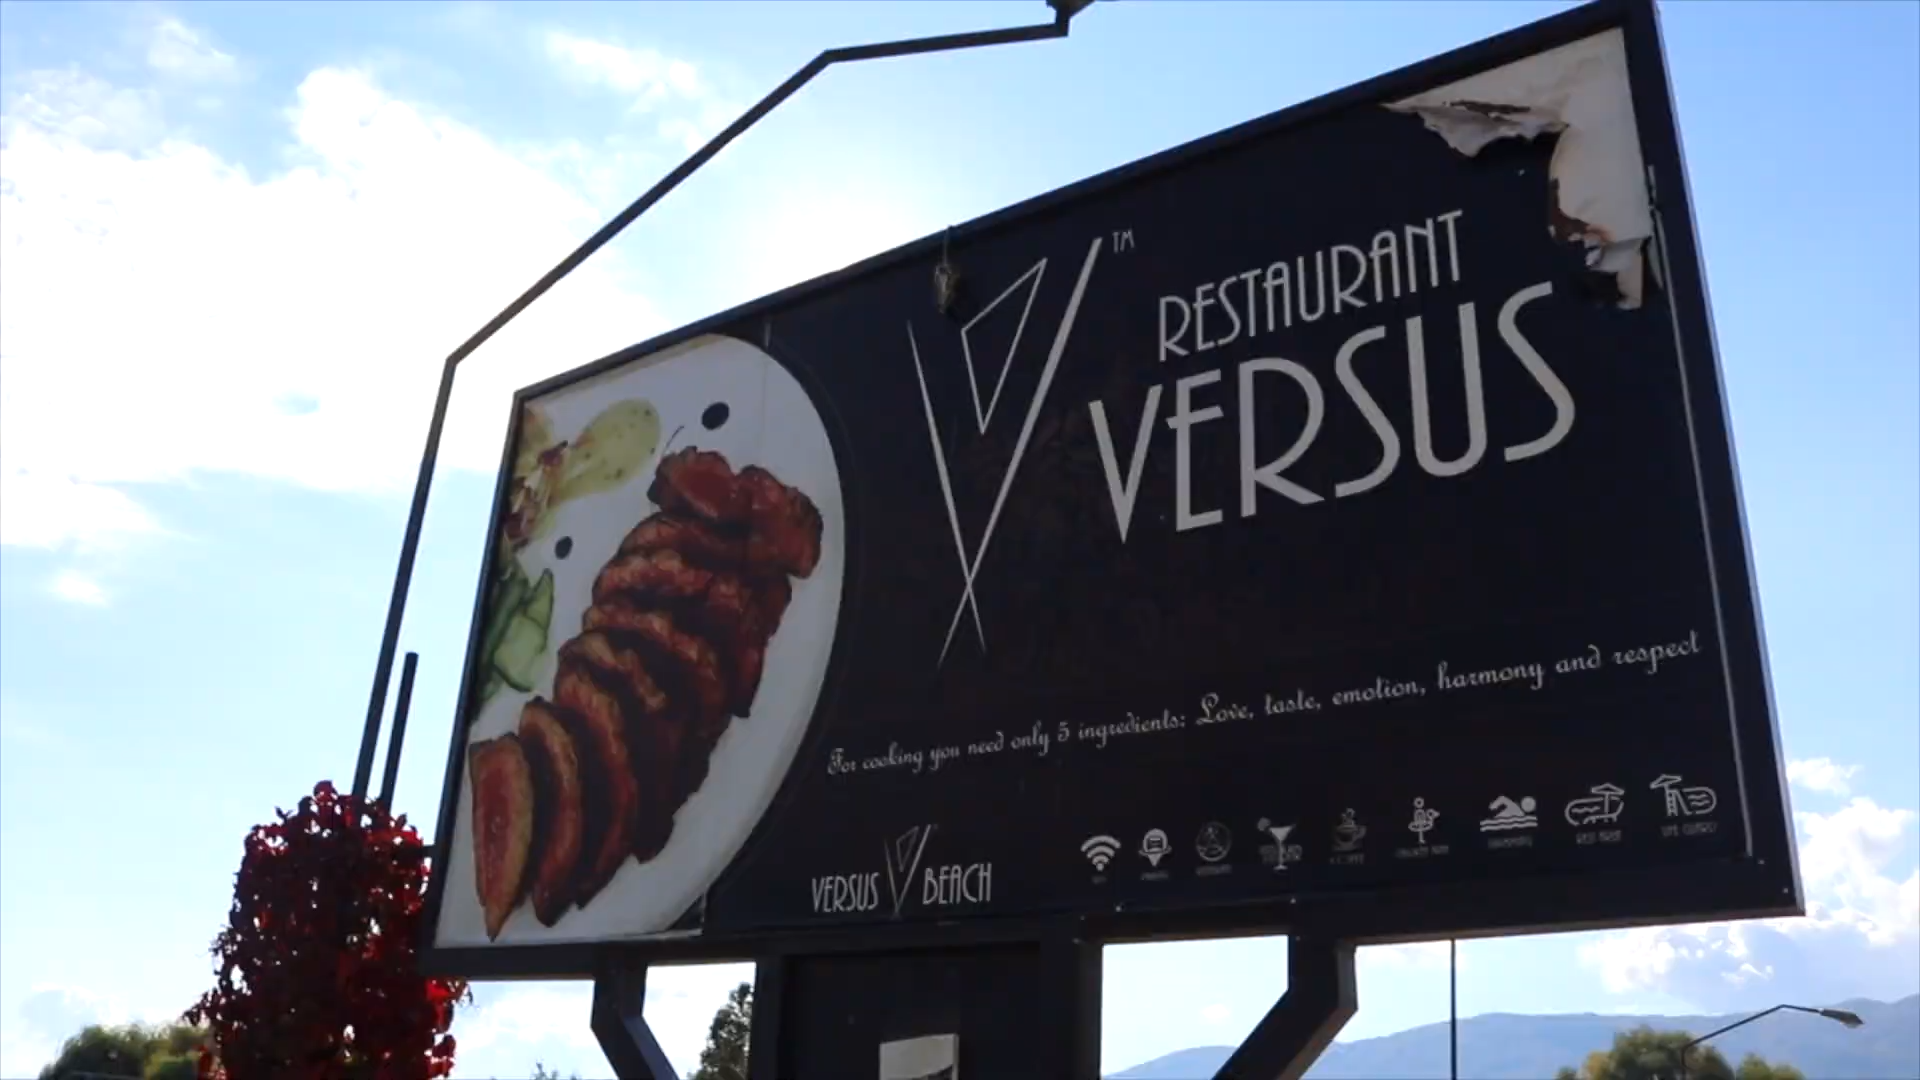 RESTAURANT
VERSUS
TM
For cooking you need only 5 ingredients: Love, taste, emotion, harmony and respect
VERSUS BEACH